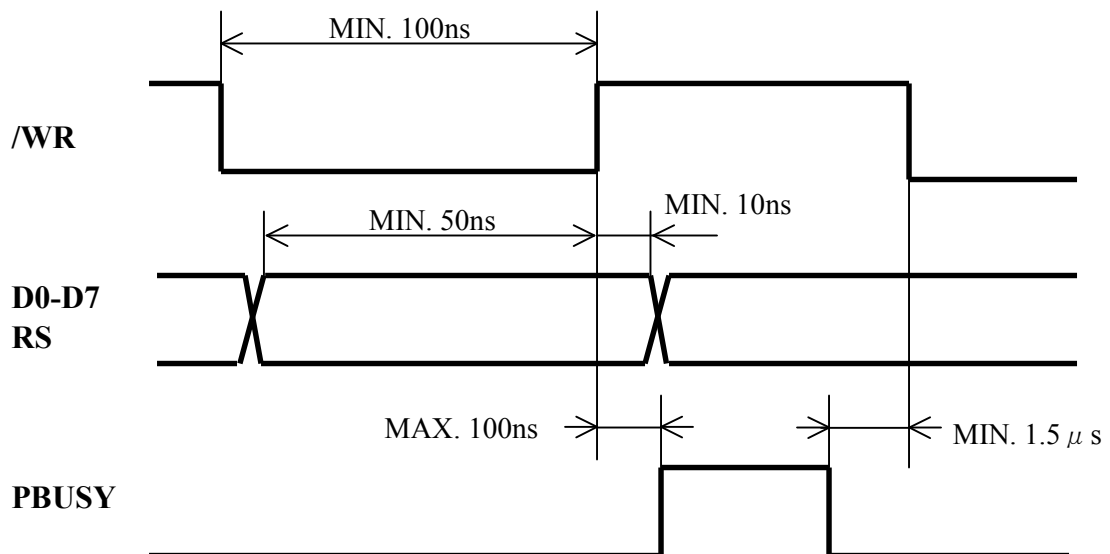 MIN. 100ns
/WR
MIN. 50ns
MIN. 10ns
D0-D7
RS
MAX. 100ns
MIN. 1.5 μ s
PBUSY